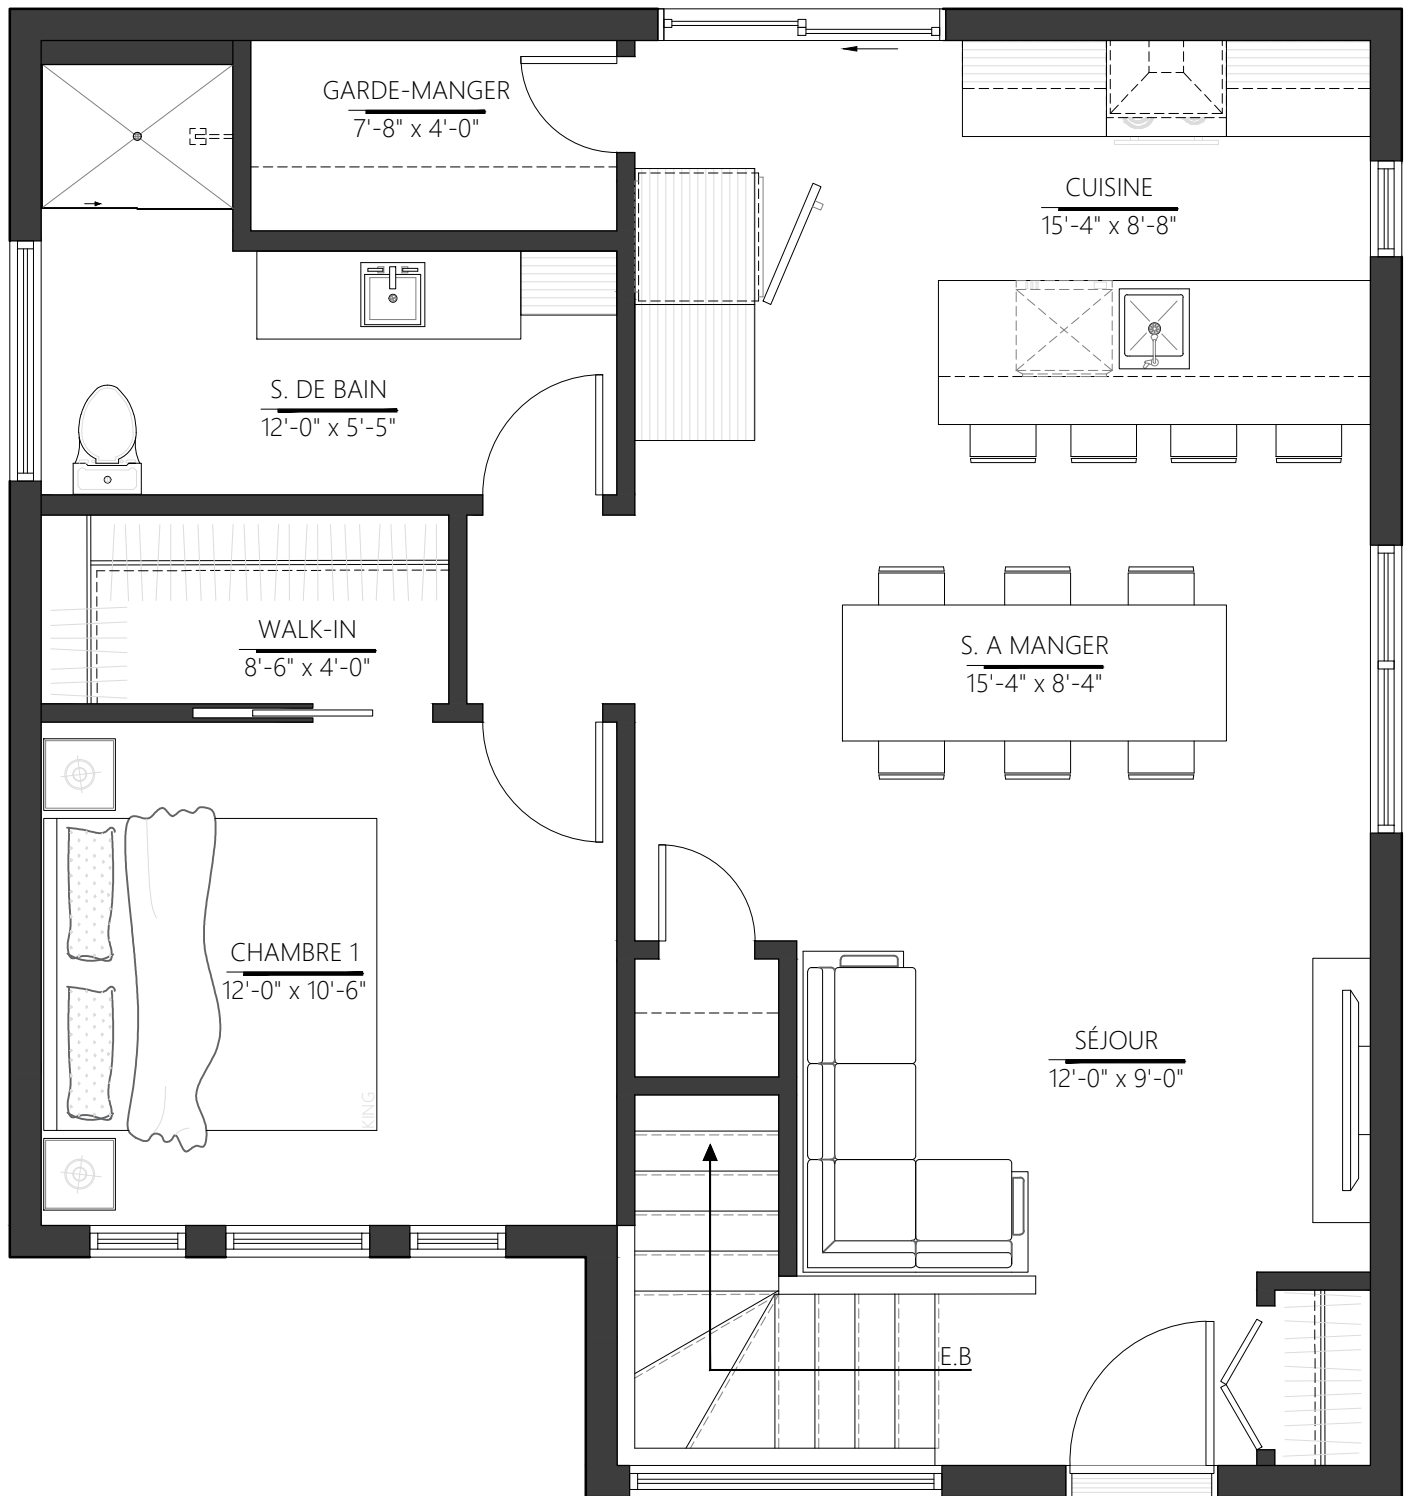 GARDE-MANGER
7'-8" x 4'-0"
CUISINE
15'-4" x 8'-8"
S. DE BAIN
12'-0" x 5'-5"
WALK-IN
8'-6" x 4'-0"
S. A MANGER
15'-4" x 8'-4"
CHAMBRE 1
12'-0" x 10'-6"
KING
SÉJOUR
12'-0" x 9'-0"
E.B